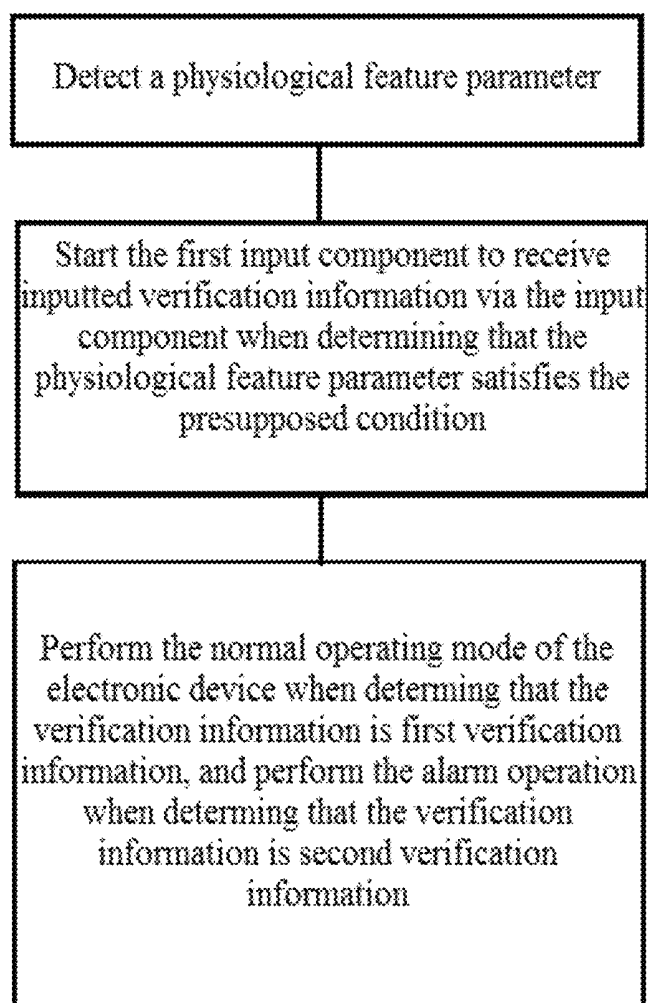 Detect a physiological feature parameter
Start the first input component to receive
inputted verification information via the input
component when determining that the
physiological feature parameter satisfies the
presupposed condition
Perform the normal operating mode of the
electronic device when determing that the
verification information is first verification
information, and perform the alarm operation
when determing that the verification
information is second verification
information